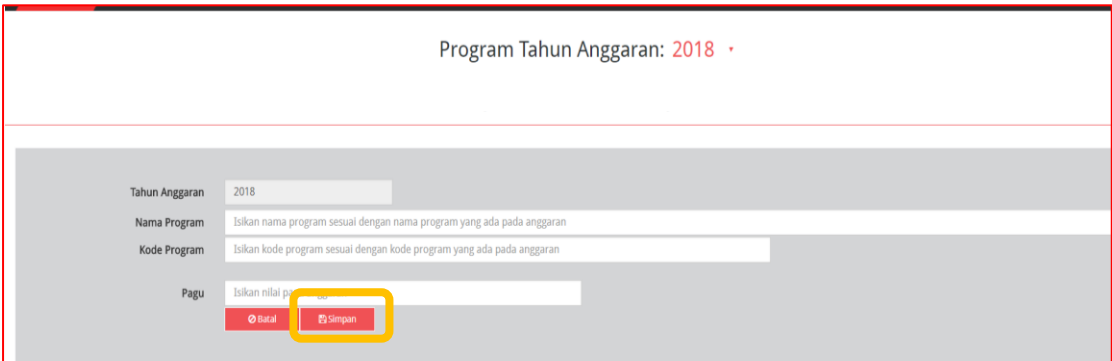 Program Tahun Anggaran: 2018
Tahun Anggaran 2018
Nama Program Isikan nama program sesuai dengan nama program yang ada pada anggaran
Kode Program Isikan kode program sesuai dengan kode program yang ada pada anggaran
Pagu Isikan nilai
Batal Simpan